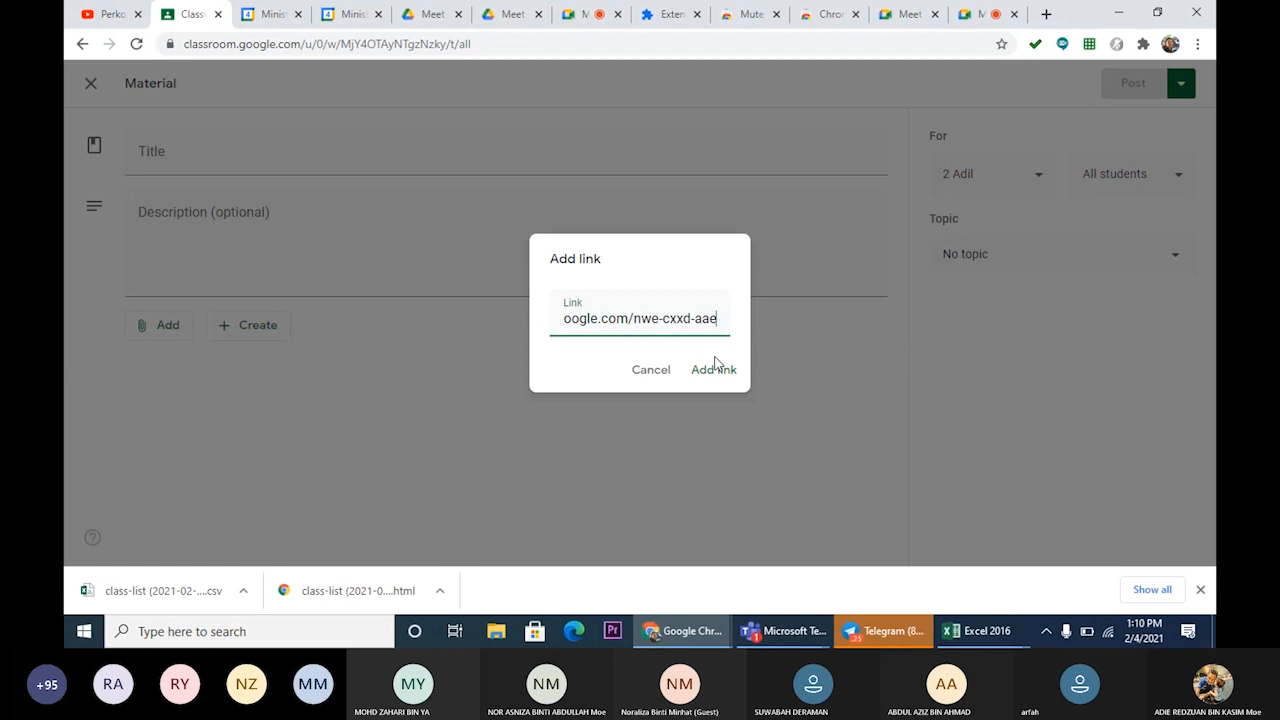 Perko
Class
Minist
Minist
Meet
Meet
M
Exten
Mute
Chro
Meet
M
classroom.google.com/u/0/w/MjY4OTAyNTgzNzky/t/all
Material
Post
Title
Description (optional)
Add
Create
For
2 Adil
All students
Topic
No topic
Add link
Link
oogle.com/nwe-cxxd-aae
Cancel
Add link
class-list (2021-02-....csv
class-list (2021-0....html
Show all
Type here to search
Google Chr...
Microsoft Te...
Telegram (8...
Excel 2016
1:10 PM
2/4/2021
+95
RA
RY
NZ
MM
MY
NM
NM
AA
MOHD ZAHARI BIN YA
NOR ASNIZA BINTI ABDULLAH Moe
Noraliza Binti Minhat (Guest)
SUWABAH DERAMAN
ABDUL AZIZ BIN AHMAD
arfah
ADIE REDZUAN BIN KASIM Moe